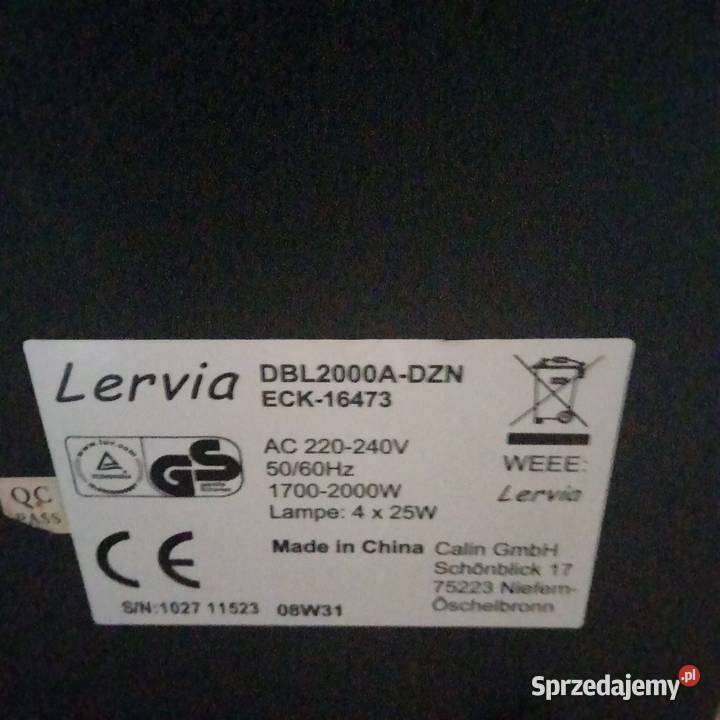 Lervia
DBL2000A-DZN
ECK-16473
AC 220-240V
50/60Hz
1700-2000W
Lampe: 4 x 25W
WEEE:
Lervia
GS
QC
PASS
CE
Made in China
Calin GmbH
Schönblick 17
75223 Niefern-
Öschelbronn
S/N:1027 11523 08W31
Sprzedajemy.pl